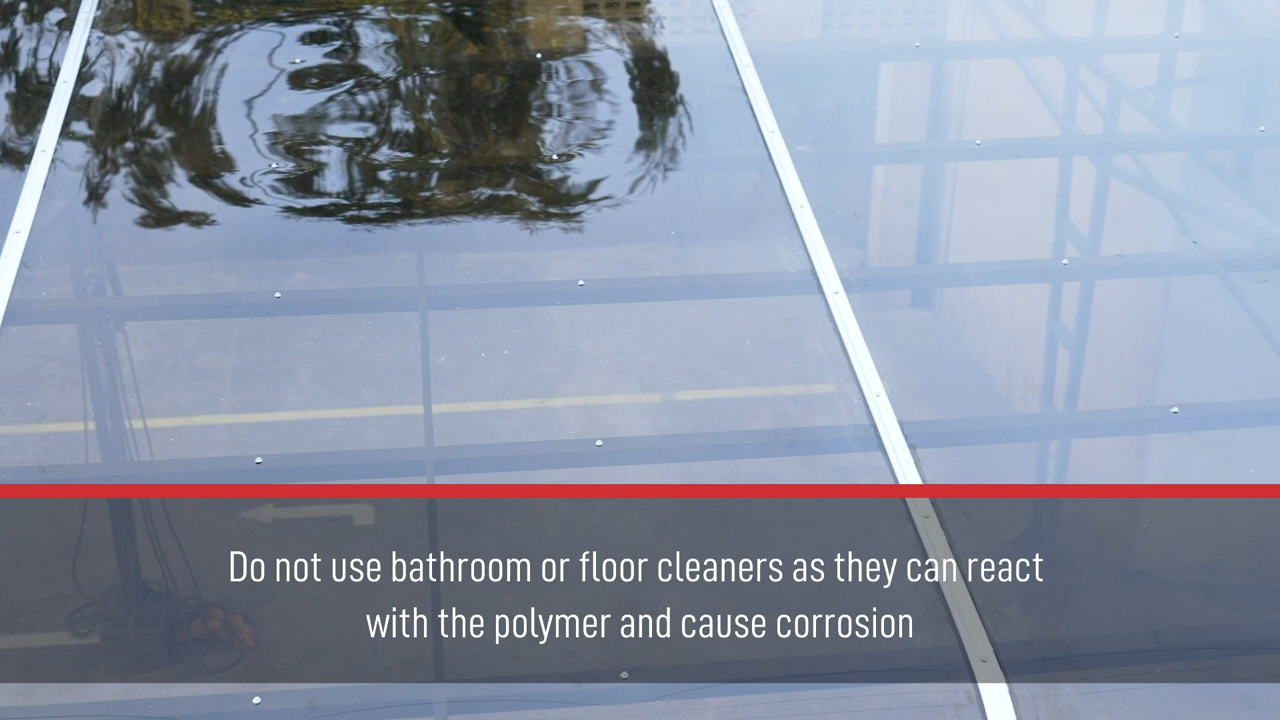 Do not use bathroom or floor cleaners as they can react
with the polymer and cause corrosion